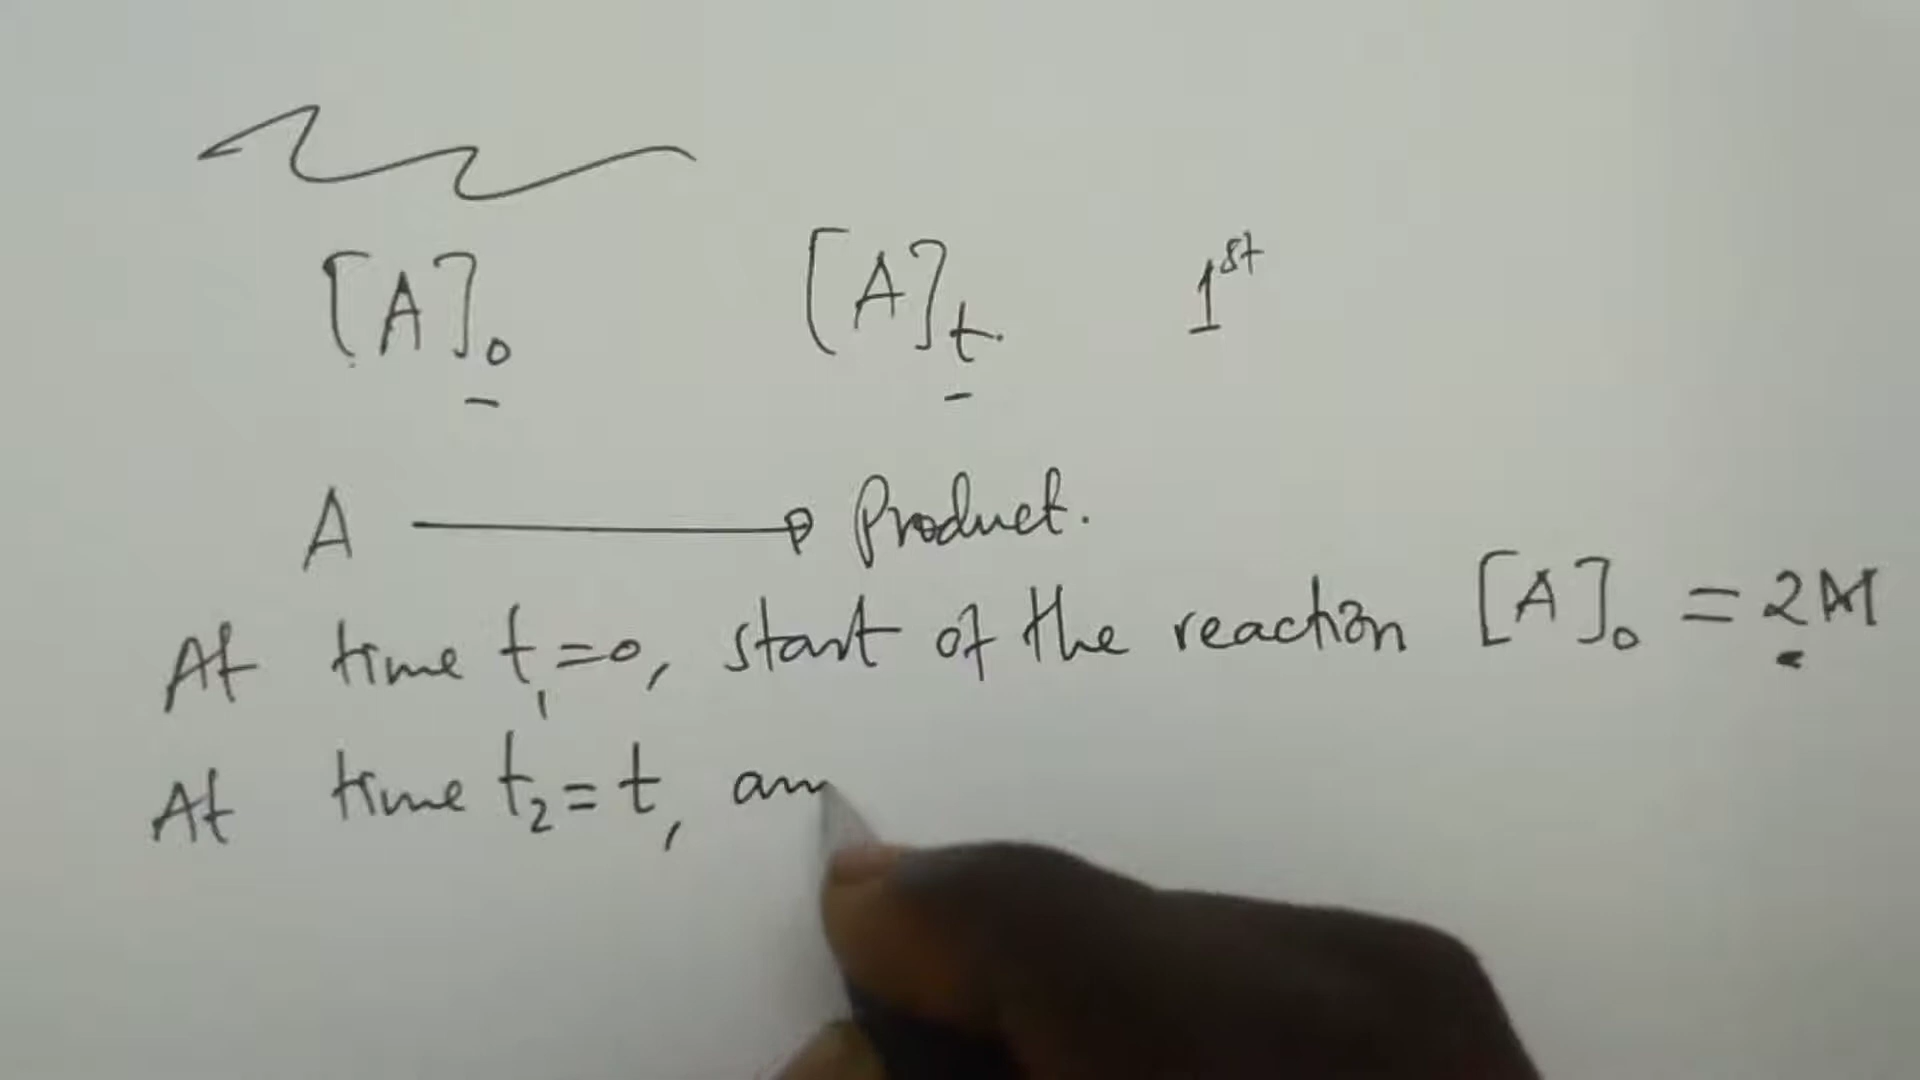 [A]₀ [A]t 1st
A → Product.
At time t₁=0, start of the reaction [A]₀ = 2M
At time t₂=t,